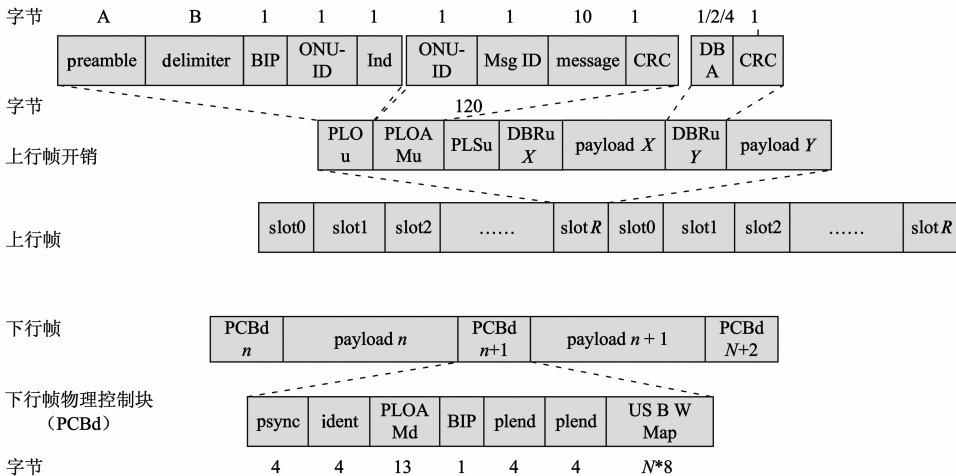 字节 A B 1 1 1 1 1 10 1 1/2/4 1
preamble delimiter BIP ONU-ID Ind ONU-ID Msg ID message CRC DBA CRC
字节 120
上行帧开销 PLOu PLOAMu PLSu DBRu X payload X DBRu Y payload Y
上行帧 slot0 slot1 slot2 …… slot R slot0 slot1 slot2 …… slot R
下行帧 PCBd n payload n PCBd n+1 payload n + 1 PCBd N+2
下行帧物理控制块
（PCBd） psync ident PLOAMd BIP plend plend US B W Map
字节 4 4 13 1 4 4 N*8